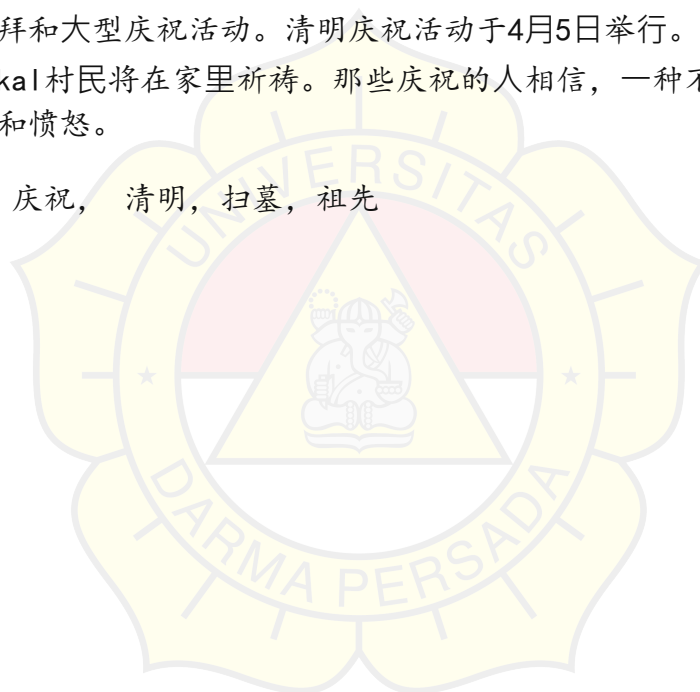 拜和大型庆祝活动。清明庆祝活动于4月5日举行。
kal村民将在家里祈祷。那些庆祝的人相信，一种不
和愤怒。
庆祝， 清明，扫墓，祖先
UNIVERSITAS
DARMA PERSADA